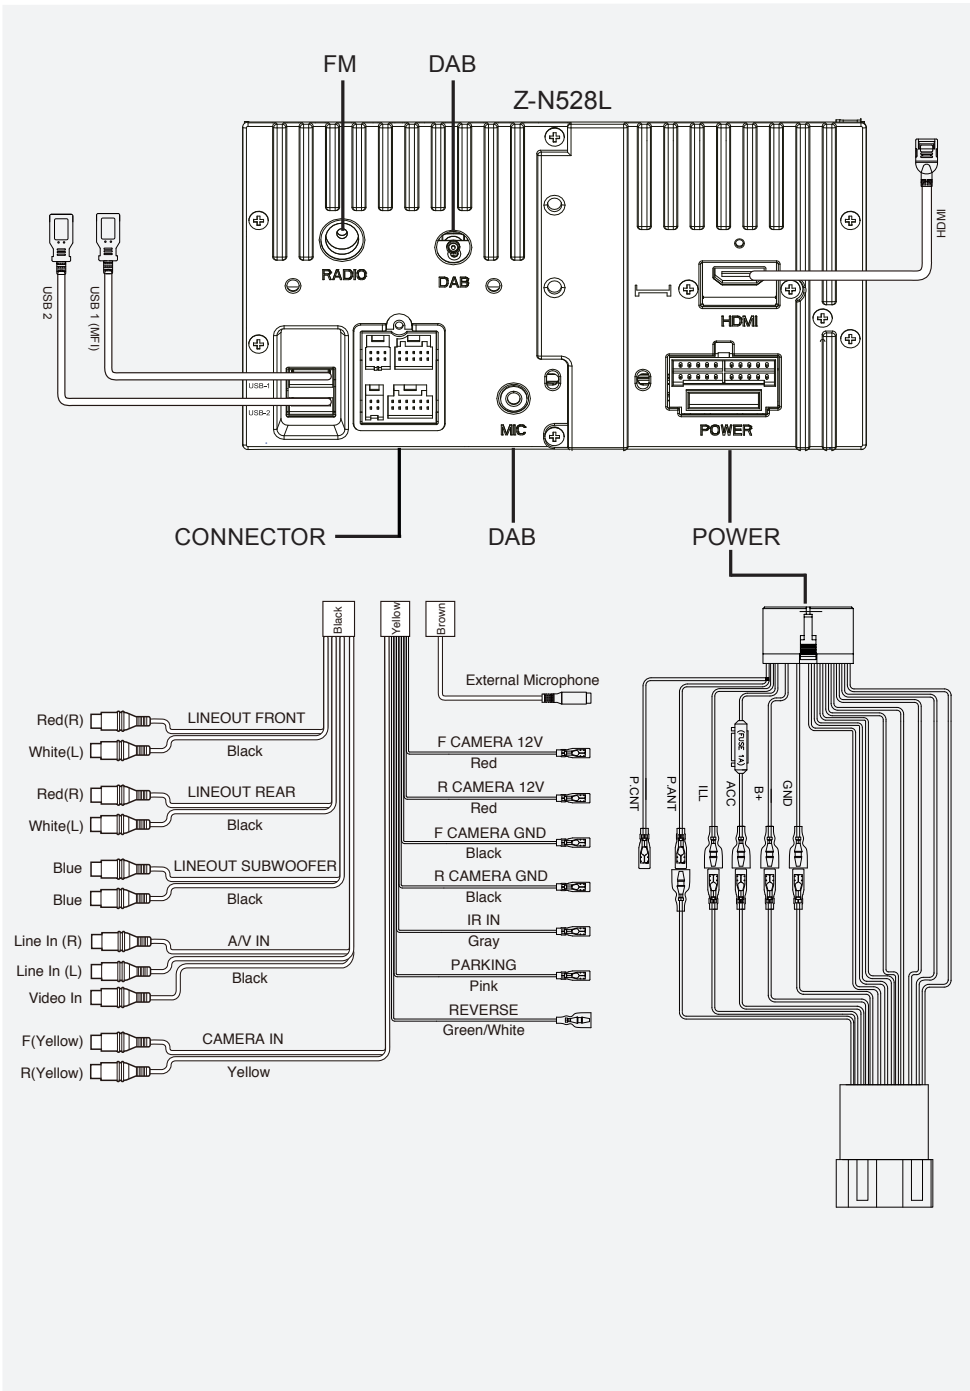 FM
DAB
Z-N528L
HDMI
RADIO
DAB
HDMI
USB 2
USB 1 (MFI)
USB-1
USB-2
MIC
POWER
CONNECTOR
DAB
POWER
Black
Yellow
Brown
External Microphone
Red(R)
LINEOUT FRONT
White(L)
Black
Red(R)
LINEOUT REAR
White(L)
Black
Blue
LINEOUT SUBWOOFER
Blue
Black
Line In (R)
A/V IN
Line In (L)
Black
Video In
F(Yellow)
CAMERA IN
R(Yellow)
Yellow
F CAMERA 12V
Red
R CAMERA 12V
Red
F CAMERA GND
Black
R CAMERA GND
Black
IR IN
Gray
PARKING
Pink
REVERSE
Green/White
P.CNT
P.ANT
ILL
ACC
(FUSE 1A)
B+
GND